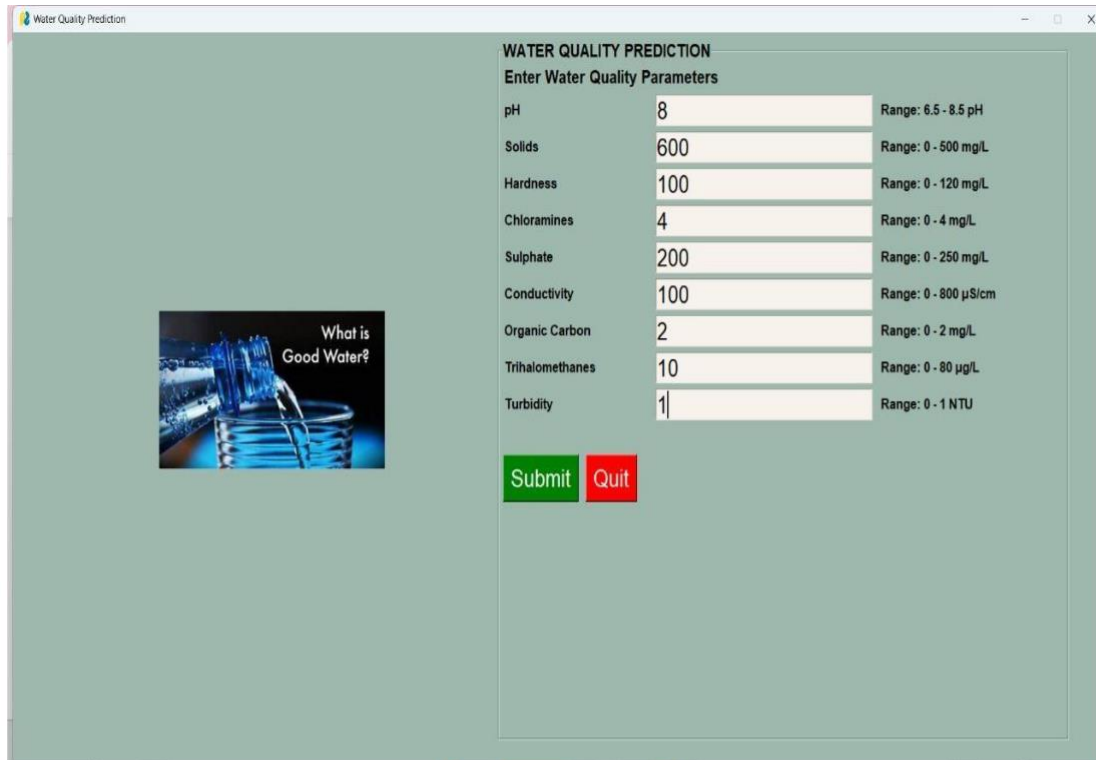 Water Quality Prediction
WATER QUALITY PREDICTION
Enter Water Quality Parameters
pH 8 Range: 6.5 - 8.5 pH
Solids 600 Range: 0 - 500 mg/L
Hardness 100 Range: 0 - 120 mg/L
Chloramines 4 Range: 0 - 4 mg/L
Sulphate 200 Range: 0 - 250 mg/L
Conductivity 100 Range: 0 - 800 µS/cm
Organic Carbon 2 Range: 0 - 2 mg/L
Trihalomethanes 10 Range: 0 - 80 µg/L
Turbidity 1 Range: 0 - 1 NTU
What is
Good Water?
Submit Quit